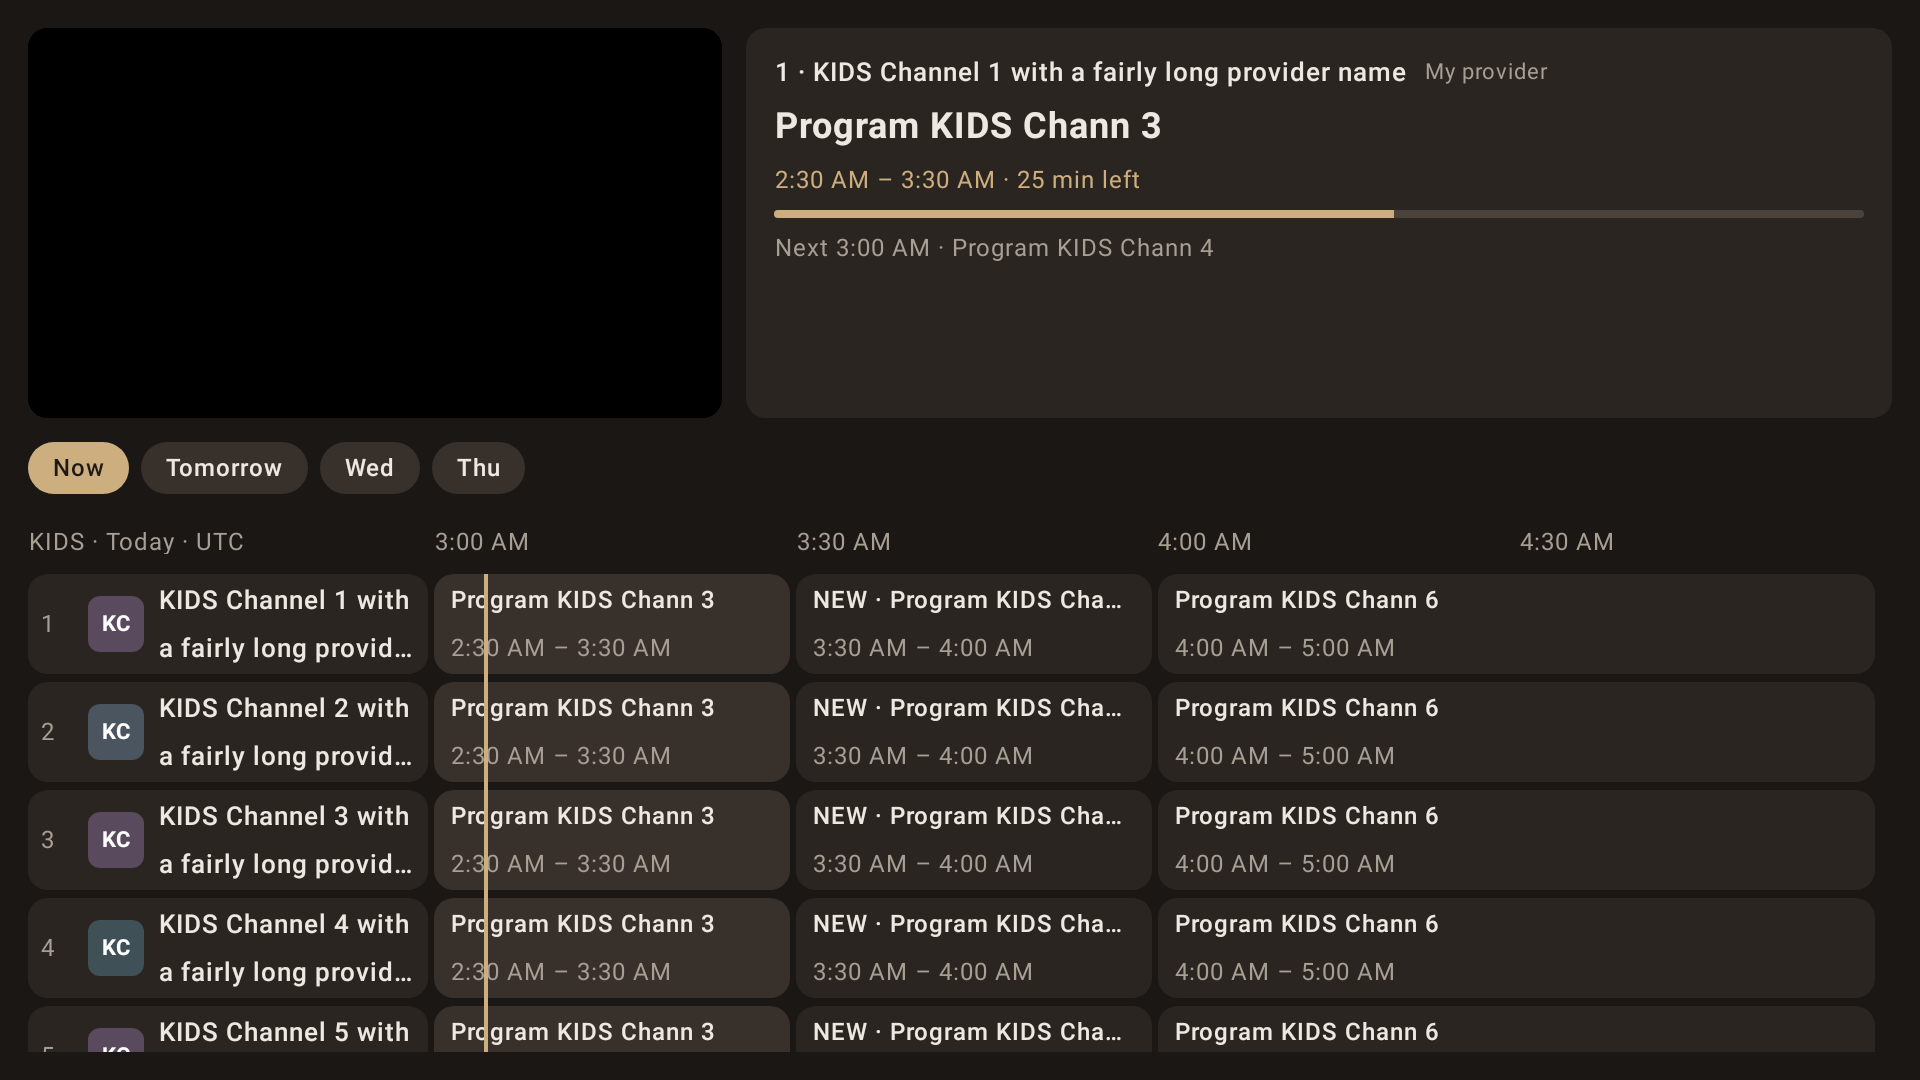 1 · KIDS Channel 1 with a fairly long provider name My provider
Program KIDS Chann 3
2:30 AM – 3:30 AM · 25 min left
Next 3:00 AM · Program KIDS Chann 4
Now Tomorrow Wed Thu
KIDS · Today · UTC 3:00 AM 3:30 AM 4:00 AM 4:30 AM
1 KC KIDS Channel 1 with
a fairly long provid…
Program KIDS Chann 3
2:30 AM – 3:30 AM
NEW · Program KIDS Cha…
3:30 AM – 4:00 AM
Program KIDS Chann 6
4:00 AM – 5:00 AM
2 KC KIDS Channel 2 with
a fairly long provid…
Program KIDS Chann 3
2:30 AM – 3:30 AM
NEW · Program KIDS Cha…
3:30 AM – 4:00 AM
Program KIDS Chann 6
4:00 AM – 5:00 AM
3 KC KIDS Channel 3 with
a fairly long provid…
Program KIDS Chann 3
2:30 AM – 3:30 AM
NEW · Program KIDS Cha…
3:30 AM – 4:00 AM
Program KIDS Chann 6
4:00 AM – 5:00 AM
4 KC KIDS Channel 4 with
a fairly long provid…
Program KIDS Chann 3
2:30 AM – 3:30 AM
NEW · Program KIDS Cha…
3:30 AM – 4:00 AM
Program KIDS Chann 6
4:00 AM – 5:00 AM
KIDS Channel 5 with
Program KIDS Chann 3
NEW · Program KIDS Cha…
Program KIDS Chann 6